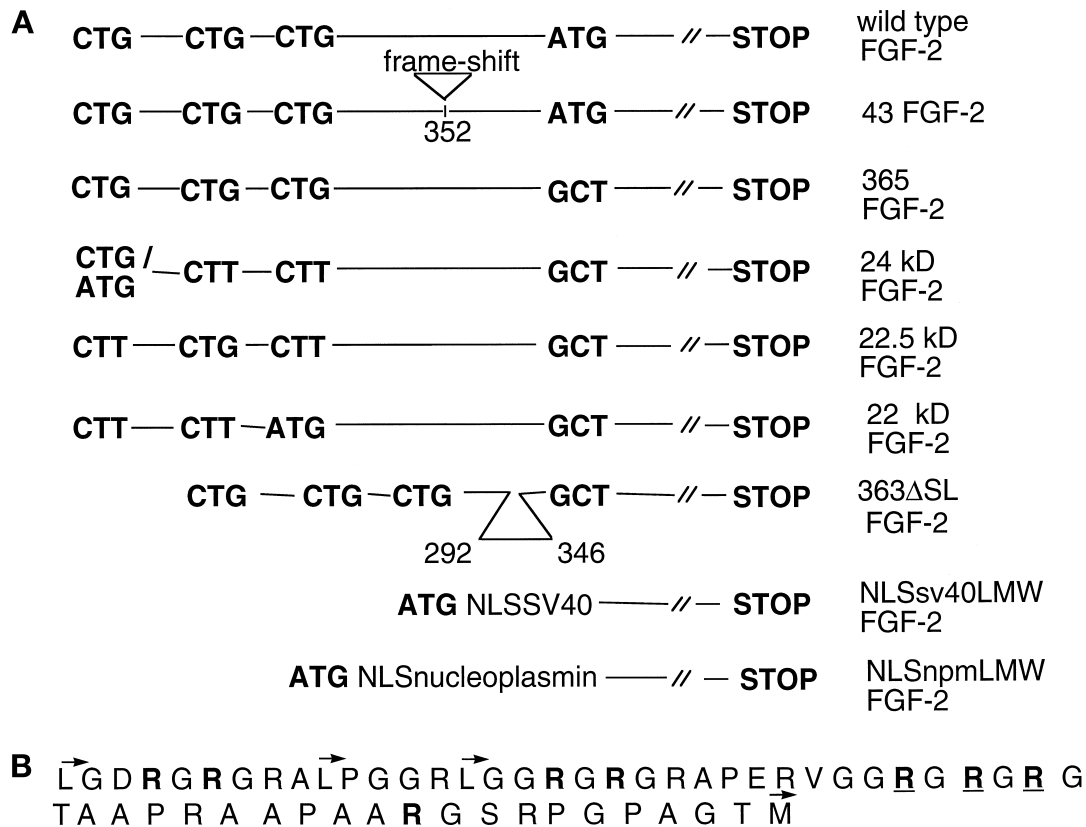 A
CTG CTG CTG ATG // STOP wild type
FGF-2
frame-shift
CTG CTG CTG ATG // STOP 43 FGF-2
352
CTG CTG CTG GCT // STOP 365
FGF-2
CTG / CTT CTT GCT // STOP 24 kD
ATG FGF-2
CTT CTG CTT GCT // STOP 22.5 kD
FGF-2
CTT CTT ATG GCT // STOP 22 kD
FGF-2
CTG CTG CTG GCT // STOP 363ΔSL
FGF-2
292 346
ATG NLSSV40 // STOP NLSsv40LMW
FGF-2
ATG NLSnucleoplasmin // STOP NLSnpmLMW
FGF-2
B
L G D R G R G R A L P G G R L G G R G R G R A P E R V G G R G R G R G
T A A P R A A P A A R G S R P G P A G T M